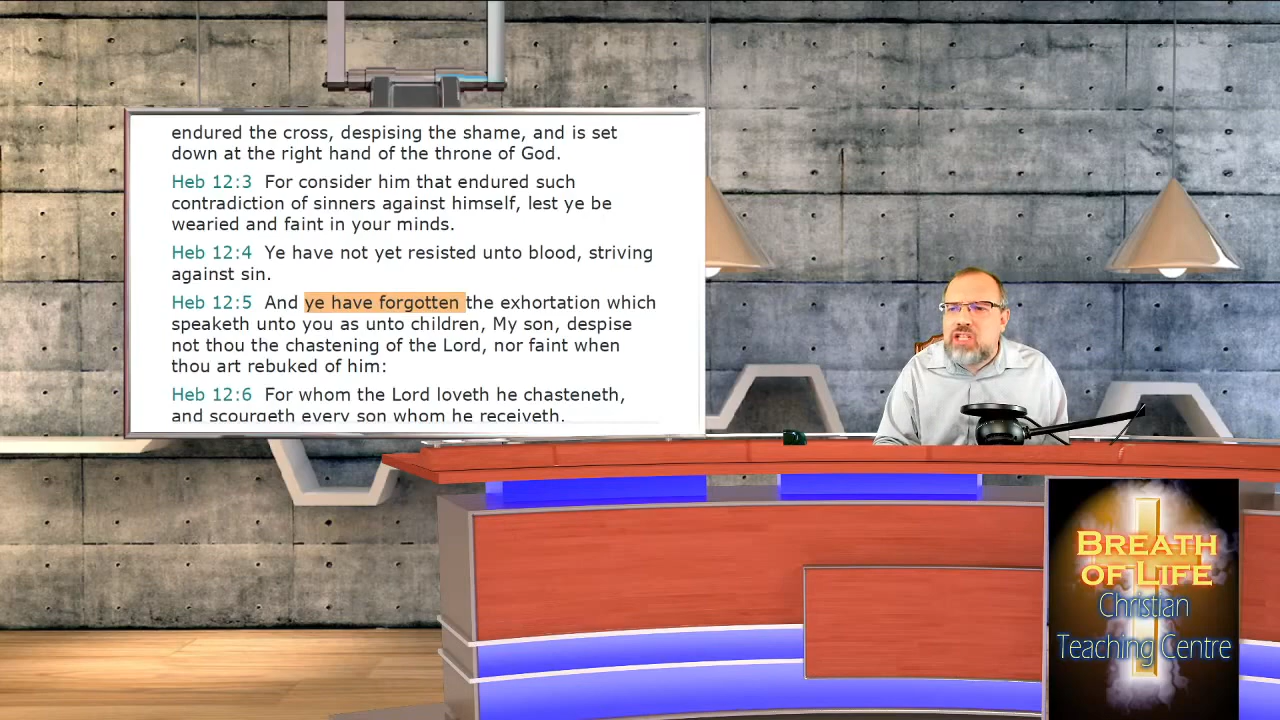 endured the cross, despising the shame, and is set
down at the right hand of the throne of God.
Heb 12:3 For consider him that endured such
contradiction of sinners against himself, lest ye be
wearied and faint in your minds.
Heb 12:4 Ye have not yet resisted unto blood, striving
against sin.
Heb 12:5 And ye have forgotten the exhortation which
speaketh unto you as unto children, My son, despise
not thou the chastening of the Lord, nor faint when
thou art rebuked of him:
Heb 12:6 For whom the Lord loveth he chasteneth,
and scourgeth every son whom he receiveth.
BREATH
OF LIFE
Christian
Teaching Centre